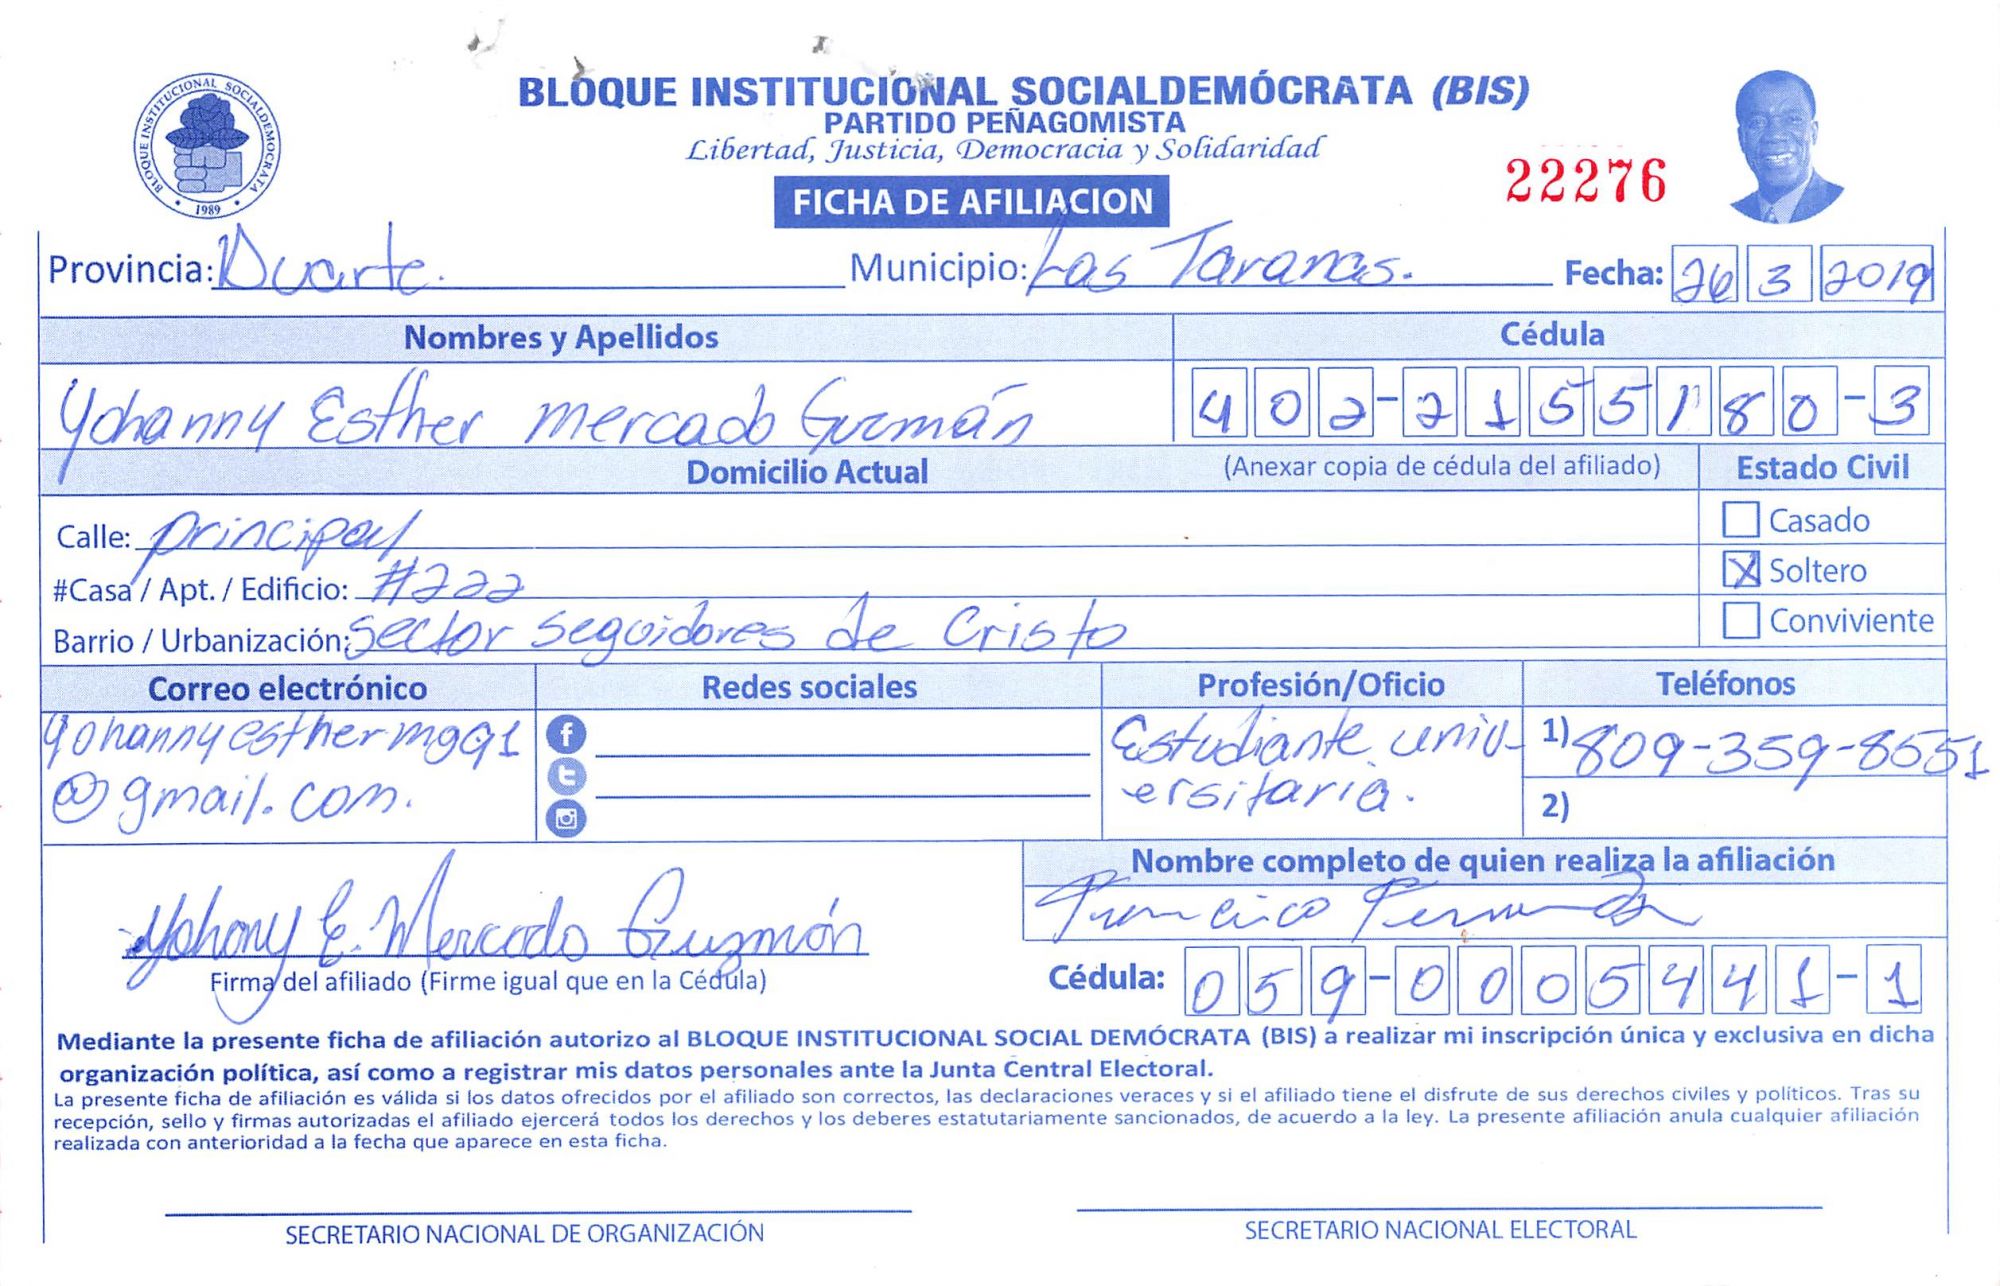 BLOQUE INSTITUCIONAL SOCIALDEMÓCRATA (BIS)
PARTIDO PEÑAGOMISTA
Libertad, Justicia, Democracia y Solidaridad
BLOQUE INSTITUCIONAL SOCIALDEMOCRATA
1989
22276
FICHA DE AFILIACION
Provincia: Duarte. Municipio: Las Taranas. Fecha: 26 3 2019
Nombres y Apellidos Cédula
Yohanny Esther Mercado Guzmán 402-2155180-3
Domicilio Actual (Anexar copia de cédula del afiliado) Estado Civil
Calle: principal Casado
#Casa / Apt. / Edificio: #222 X Soltero
Barrio / Urbanización: Sector Seguidores de Cristo Conviviente
Correo electrónico Redes sociales Profesión/Oficio Teléfonos
yohannyesthermg91 Estudiante univ- 1) 809-359-8551
@gmail.com. ersitaria. 2)
Nombre completo de quien realiza la afiliación
Yohany E. Mercado Guzmán Francisco
Firma del afiliado (Firme igual que en la Cédula) Cédula: 059-0005441-1
Mediante la presente ficha de afiliación autorizo al BLOQUE INSTITUCIONAL SOCIAL DEMÓCRATA (BIS) a realizar mi inscripción única y exclusiva en dicha
organización política, así como a registrar mis datos personales ante la Junta Central Electoral.
La presente ficha de afiliación es válida si los datos ofrecidos por el afiliado son correctos, las declaraciones veraces y si el afiliado tiene el disfrute de sus derechos civiles y políticos. Tras su
recepción, sello y firmas autorizadas el afiliado ejercerá todos los derechos y los deberes estatutariamente sancionados, de acuerdo a la ley. La presente afiliación anula cualquier afiliación
realizada con anterioridad a la fecha que aparece en esta ficha.
SECRETARIO NACIONAL DE ORGANIZACIÓN SECRETARIO NACIONAL ELECTORAL